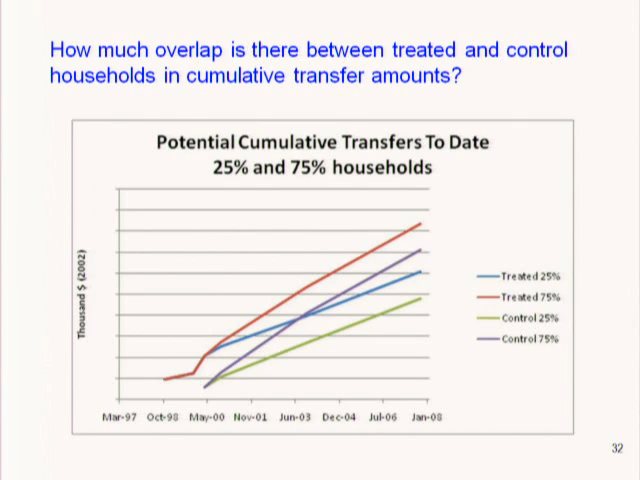 How much overlap is there between treated and control
households in cumulative transfer amounts?
Potential Cumulative Transfers To Date
25% and 75% households
Thousand $ (2002)
Treated 25%
Treated 75%
Control 25%
Control 75%
Mar-97 Oct-98 May-00 Nov-01 Jun-03 Dec-04 Jul-06 Jan-08
32